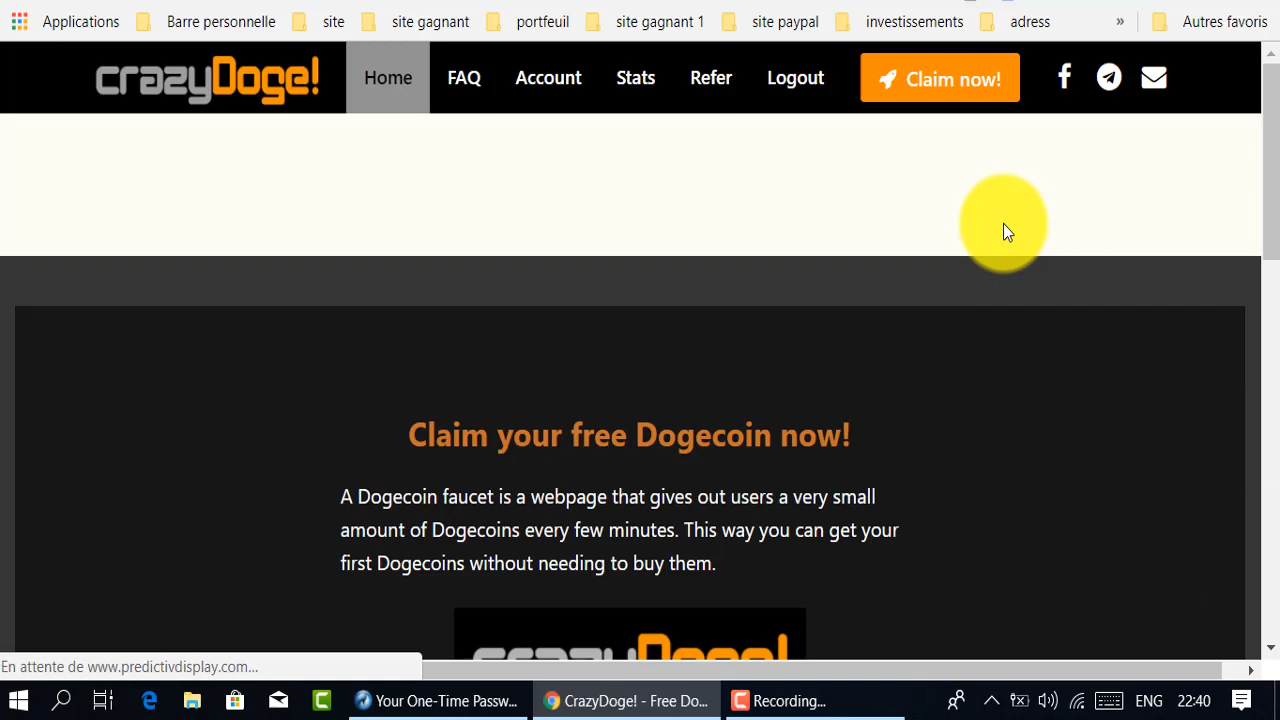 Applications Barre personnelle site site gagnant portfeuil site gagnant 1 site paypal investissements adress » Autres favoris
crazyDoge! Home FAQ Account Stats Refer Logout Claim now!
Claim your free Dogecoin now!
A Dogecoin faucet is a webpage that gives out users a very small
amount of Dogecoins every few minutes. This way you can get your
first Dogecoins without needing to buy them.
crazyDoge!
En attente de www.predictivdisplay.com...
Your One-Time Passw... CrazyDoge! - Free Do... Recording... ENG 22:40